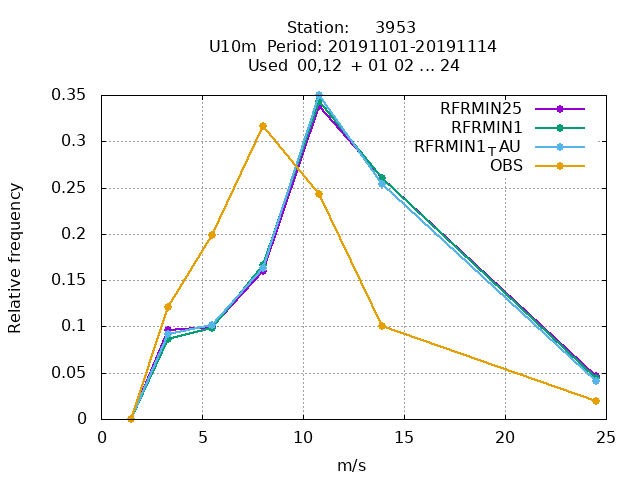 Station: 3953
U10m Period: 20191101-20191114
Used 00,12 + 01 02 ... 24
0.35
0.3
0.25
0.2
0.15
0.1
0.05
0
0 5 10 15 20 25
Relative frequency
m/s
RFRMIN25
RFRMIN1
RFRMIN1TAU
OBS